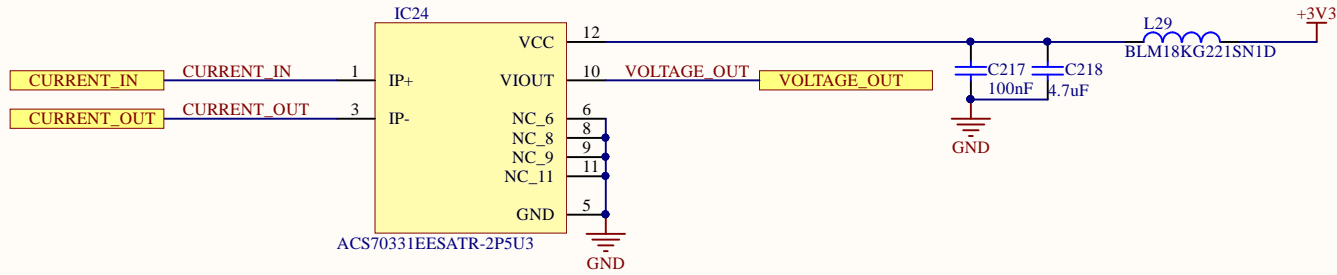 IC24
VCC
12
L29
+3V3
BLM18KG221SN1D
CURRENT_IN
CURRENT_IN
1
IP+
VIOUT
10
VOLTAGE_OUT
VOLTAGE_OUT
C217
100nF
C218
4.7uF
CURRENT_OUT
CURRENT_OUT
3
IP-
NC_6
6
NC_8
8
NC_9
9
NC_11
11
GND
GND
5
ACS70331EESATR-2P5U3
GND